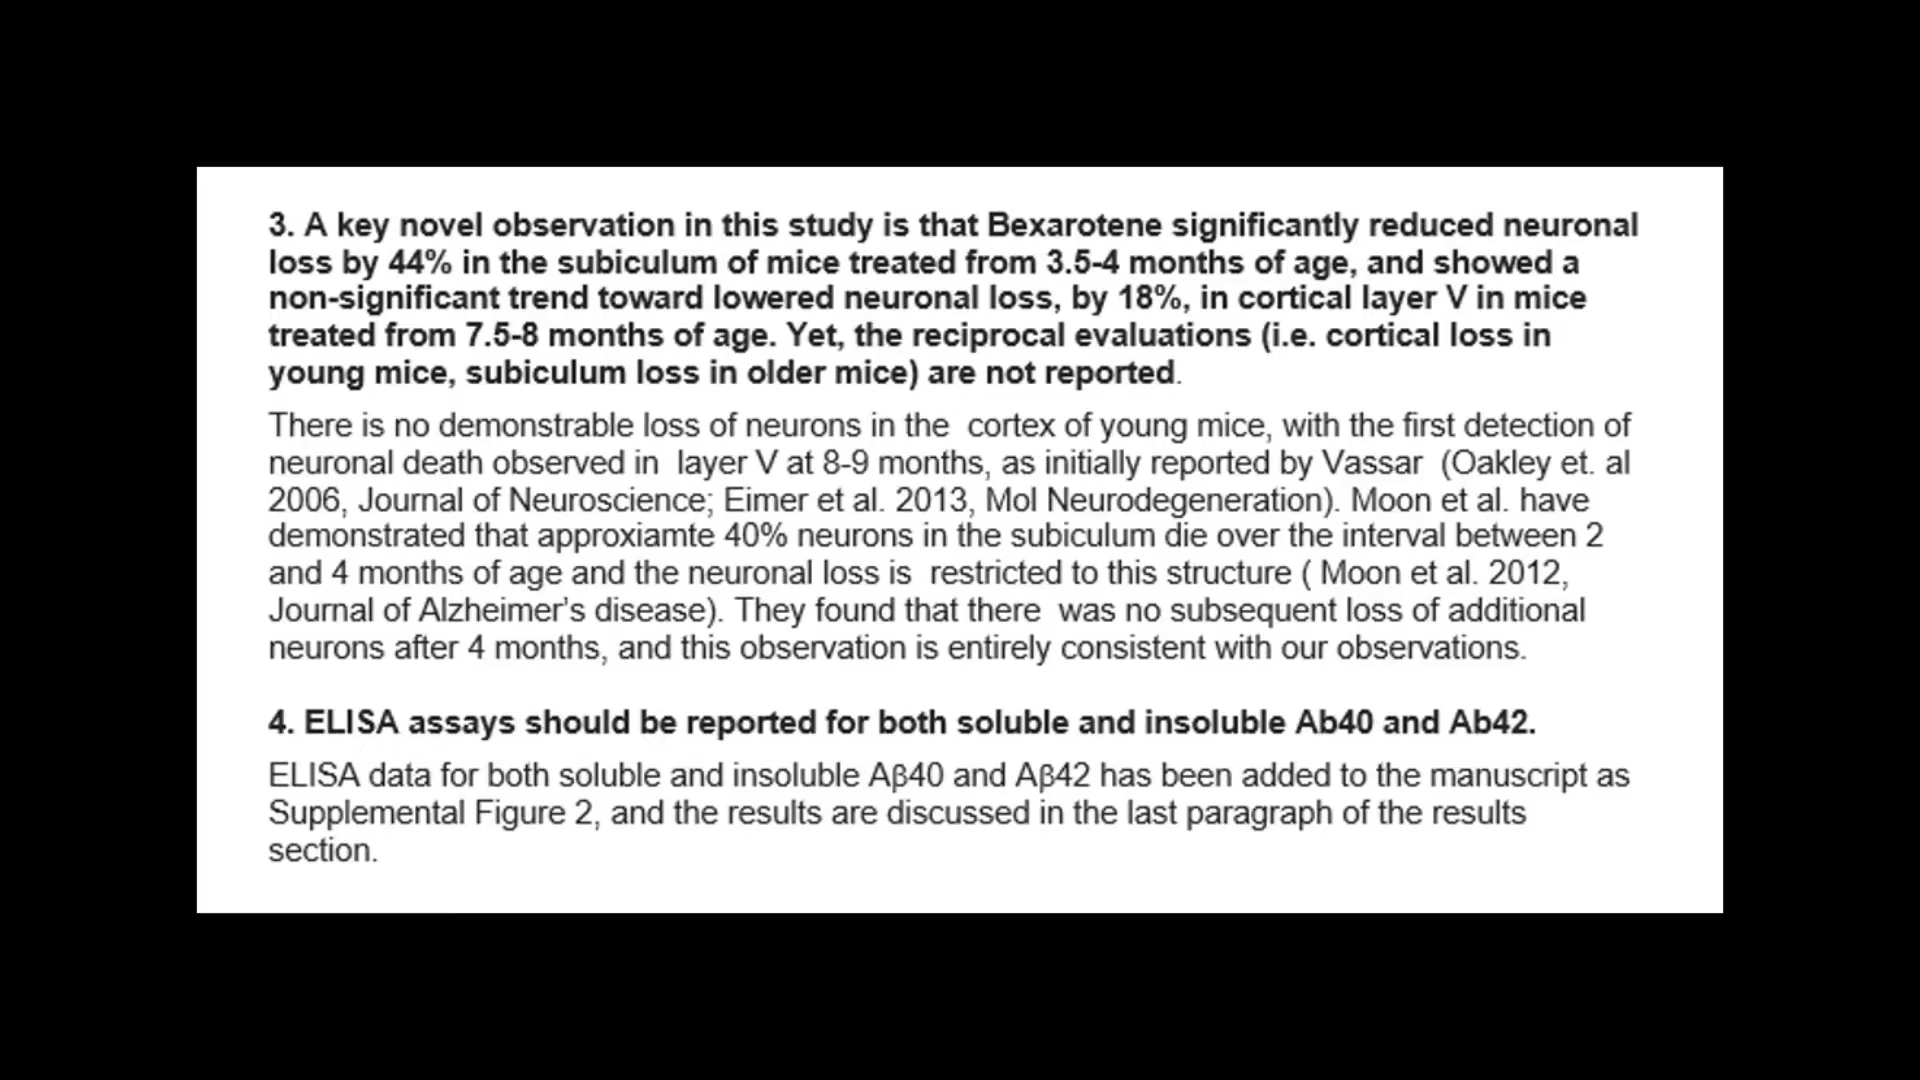 3. A key novel observation in this study is that Bexarotene significantly reduced neuronal
loss by 44% in the subiculum of mice treated from 3.5-4 months of age, and showed a
non-significant trend toward lowered neuronal loss, by 18%, in cortical layer V in mice
treated from 7.5-8 months of age. Yet, the reciprocal evaluations (i.e. cortical loss in
young mice, subiculum loss in older mice) are not reported.
There is no demonstrable loss of neurons in the cortex of young mice, with the first detection of
neuronal death observed in layer V at 8-9 months, as initially reported by Vassar (Oakley et. al
2006, Journal of Neuroscience; Eimer et al. 2013, Mol Neurodegeneration). Moon et al. have
demonstrated that approxiamte 40% neurons in the subiculum die over the interval between 2
and 4 months of age and the neuronal loss is restricted to this structure ( Moon et al. 2012,
Journal of Alzheimer's disease). They found that there was no subsequent loss of additional
neurons after 4 months, and this observation is entirely consistent with our observations.
4. ELISA assays should be reported for both soluble and insoluble Ab40 and Ab42.
ELISA data for both soluble and insoluble Aβ40 and Aβ42 has been added to the manuscript as
Supplemental Figure 2, and the results are discussed in the last paragraph of the results
section.